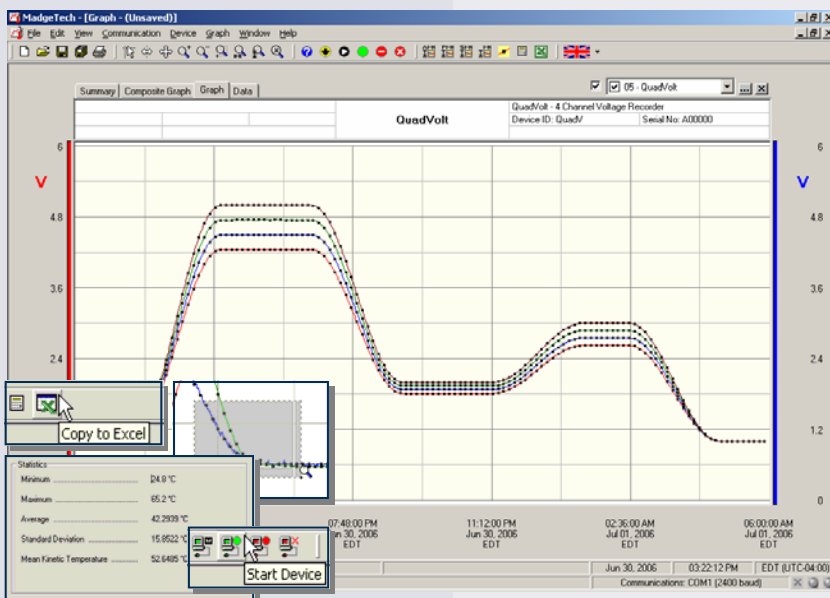 MadgeTech - [Graph - (Unsaved)]
File Edit View Communication Device Graph Window Help
Summary Composite Graph Graph Data
05 - QuadVolt
QuadVolt
QuadVolt - 4 Channel Voltage Recorder
Device ID: QuadV Serial No: A00000
6 6
V V
4.8 4.8
3.6 3.6
2.4 2.4
1.2
0
Copy to Excel
Statistics
Minimum 24.8 °C
Maximum 65.2 °C
Average 42.2939 °C
Standard Deviation 15.8522 °C
Mean Kinetic Temperature 52.6485 °C
Start Device
07:48:00 PM 11:12:00 PM 02:36:00 AM 06:00:00 AM
n 30, 2006 Jun 30, 2006 Jul 01, 2006 Jul 01, 2006
EDT EDT EDT EDT
Jun 30, 2006 03:22:12 PM EDT (UTC-04:00)
Communications: COM1 (2400 baud)